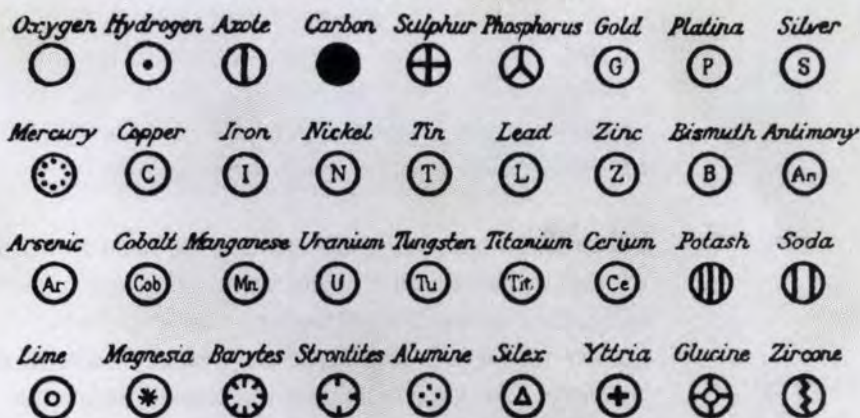 Oxygen Hydrogen Azote Carbon Sulphur Phosphorus Gold Platina Silver
G P S
Mercury Copper Iron Nickel Tin Lead Zinc Bismuth Antimony
C I N T L Z B An
Arsenic Cobalt Manganese Uranium Tungsten Titanium Cerium Potash Soda
Ar Cob Mn U Tu Tit. Ce
Lime Magnesia Barytes Strontites Alumine Silex Yttria Glucine Zircone